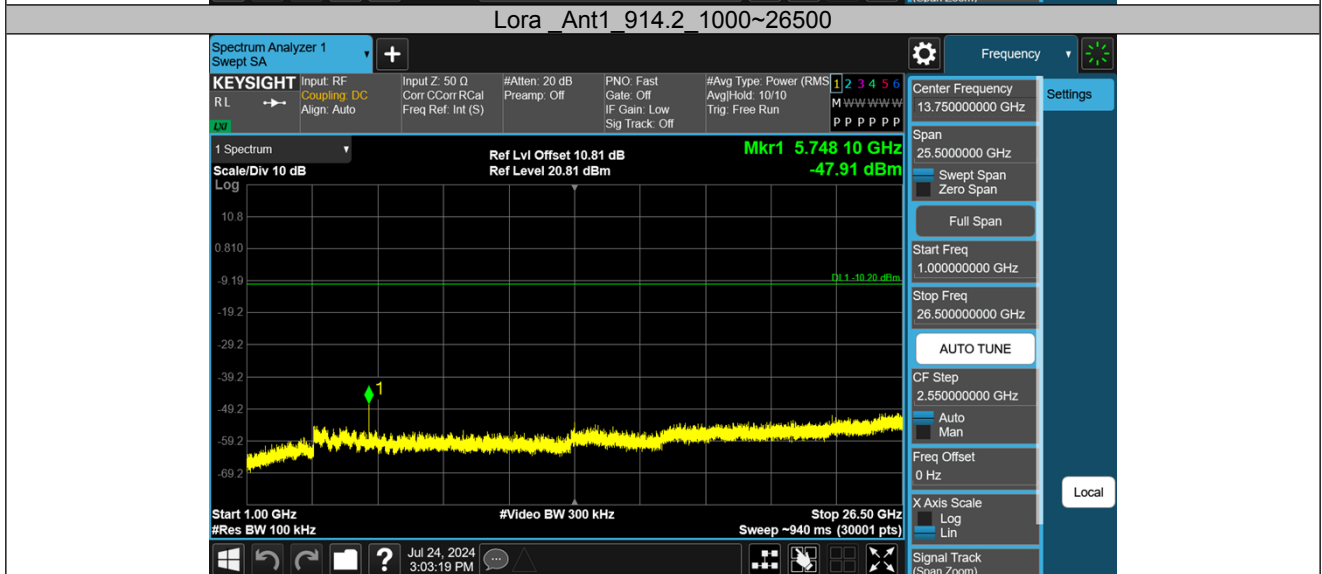 (Span Zoom)
Lora _Ant1_914.2_1000~26500
Spectrum Analyzer 1
Swept SA
+
Frequency
KEYSIGHT
R L
LXI
Input: RF
Coupling: DC
Align: Auto
Input Z: 50 Ω
Corr CCorr RCal
Freq Ref: Int (S)
#Atten: 20 dB
Preamp: Off
PNO: Fast
Gate: Off
IF Gain: Low
Sig Track: Off
#Avg Type: Power (RMS
Avg|Hold: 10/10
Trig: Free Run
1 2 3 4 5 6
M W W W W W
P P P P P P
1 Spectrum
Scale/Div 10 dB
Log
Ref Lvl Offset 10.81 dB
Ref Level 20.81 dBm
Mkr1 5.748 10 GHz
-47.91 dBm
10.8
0.810
-9.19
-19.2
-29.2
-39.2
-49.2
-59.2
-69.2
DL1 -10.20 dBm
1
Start 1.00 GHz
#Res BW 100 kHz
#Video BW 300 kHz
Stop 26.50 GHz
Sweep ~940 ms (30001 pts)
Center Frequency
13.750000000 GHz
Span
25.5000000 GHz
Swept Span
Zero Span
Full Span
Start Freq
1.000000000 GHz
Stop Freq
26.500000000 GHz
AUTO TUNE
CF Step
2.550000000 GHz
Auto
Man
Freq Offset
0 Hz
X Axis Scale
Log
Lin
Signal Track
(Span Zoom)
Settings
Local
?
Jul 24, 2024
3:03:19 PM